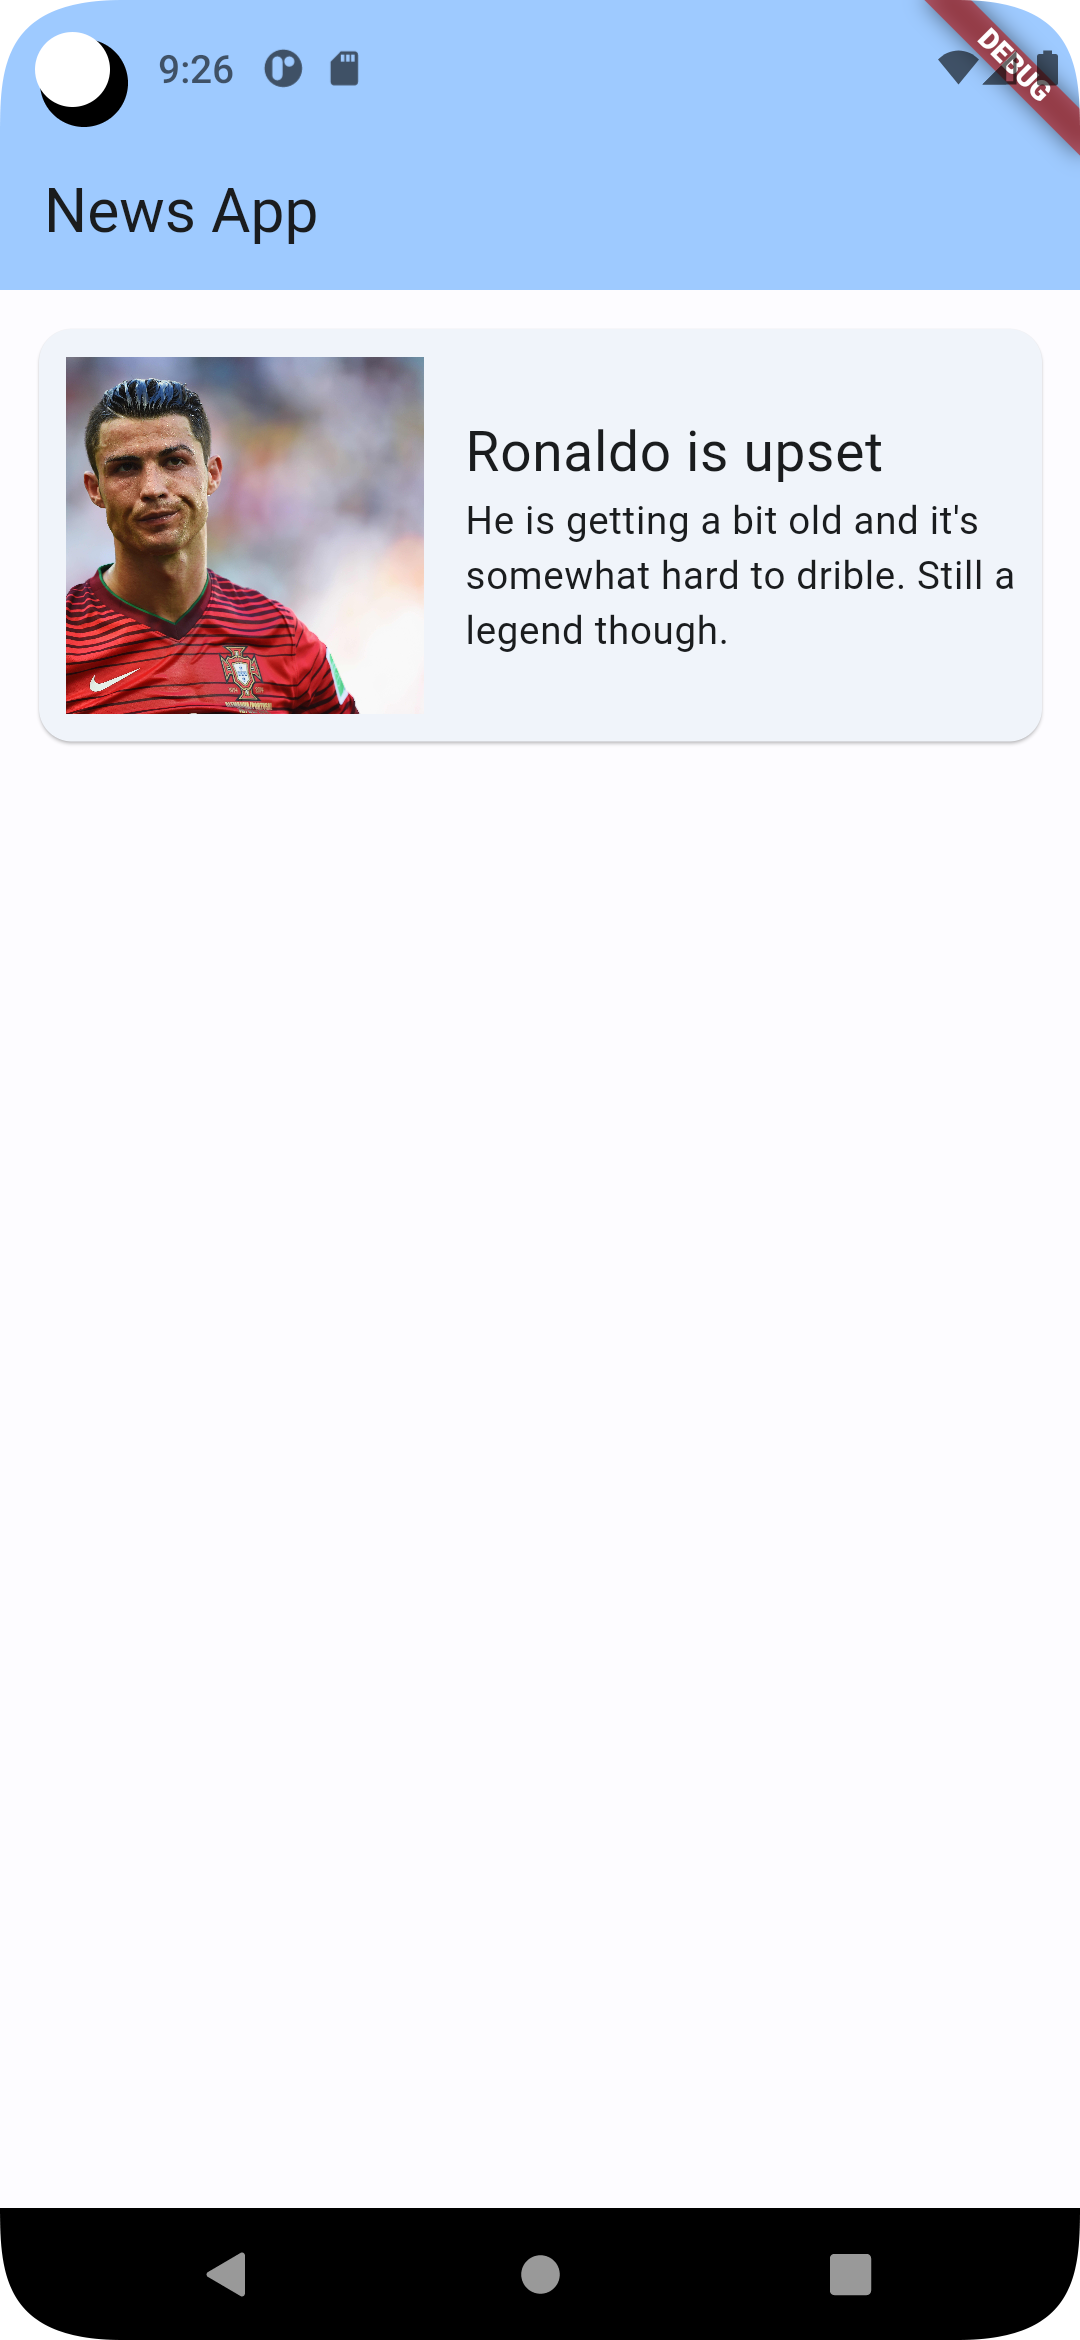 9:26
DEBUG
News App
Ronaldo is upset
He is getting a bit old and it's
somewhat hard to drible. Still a
legend though.